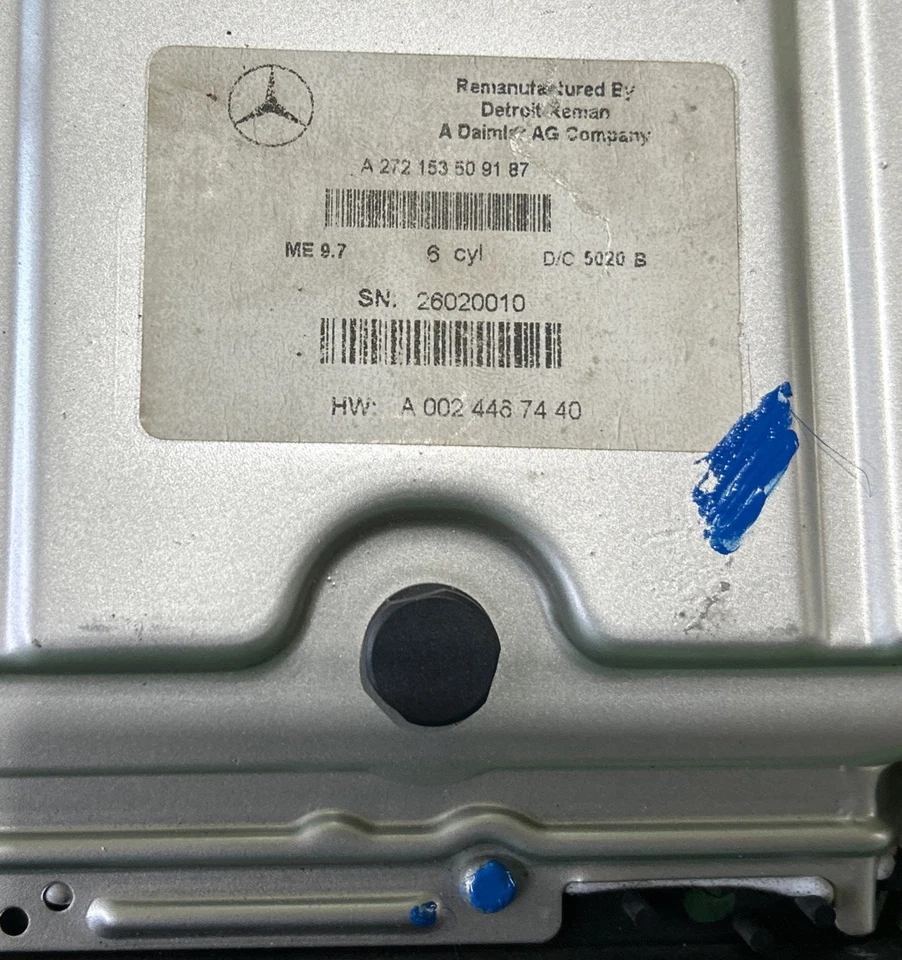 Remanufactured By
Detroit Reman
A Daimler AG Company
A 272 153 50 91 87
ME 9.7 6 cyl D/C 5020 B
SN: 26020010
HW: A 002 446 74 40